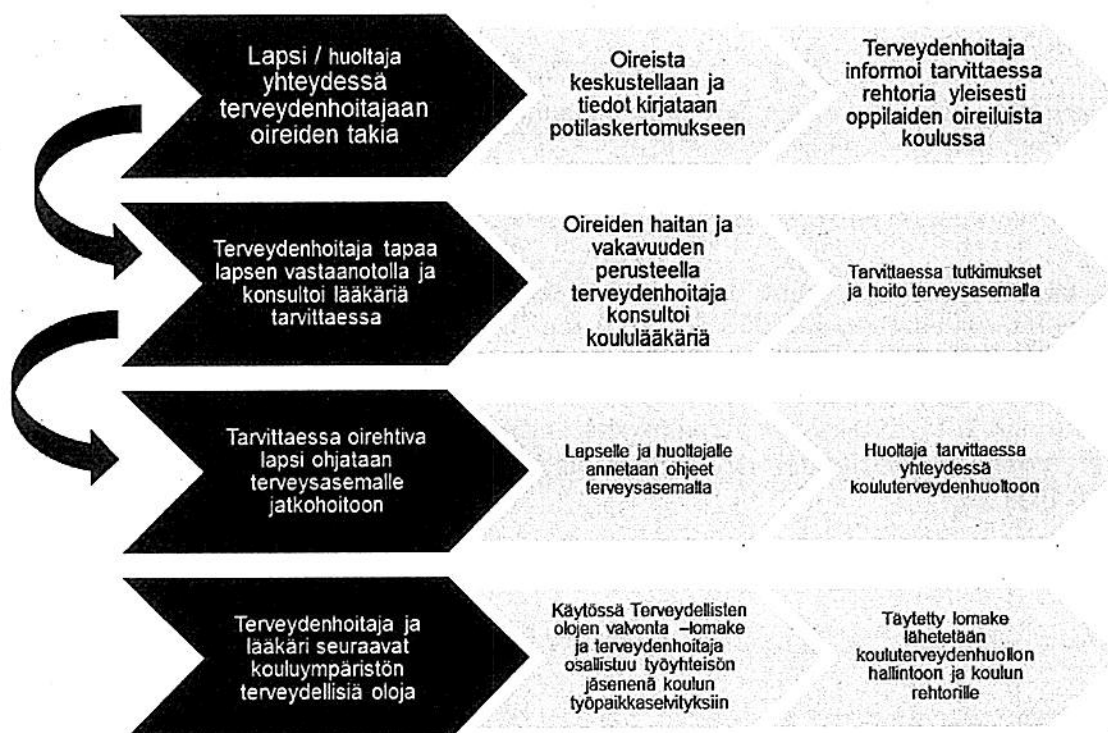 Lapsi / huoltaja
yhteydessä
terveydenhoitajaan
oireiden takia
Oireista
keskustellaan ja
tiedot kirjataan
potilaskertomukseen
Terveydenhoitaja
informoi tarvittaessa
rehtoria yleisesti
oppilaiden oireiluista
koulussa
Terveydenhoitaja tapaa
lapsen vastaanotolla ja
konsultoi lääkäriä
tarvittaessa
Oireiden haitan ja
vakavuuden
perusteella
terveydenhoitaja
konsultoi
koululääkäriä
Tarvittaessa tutkimukset
ja hoito terveysasemalla
Tarvittaessa oirehtiva
lapsi ohjataan
terveysasemalle
jatkohoitoon
Lapselle ja huoltajalle
annetaan ohjeet
terveysasemalta
Huoltaja tarvittaessa
yhteydessä
kouluterveydenhuoltoon
Terveydenhoitaja ja
lääkäri seuraavat
kouluympäristön
terveydellisiä oloja
Käytössä Terveydellisten
olojen valvonta –lomake
ja terveydenhoitaja
osallistuu työyhteisön
jäsenenä koulun
työpaikkaselvityksiin
Täytetty lomake
lähetetään
kouluterveydenhuollon
hallintoon ja koulun
rehtorille